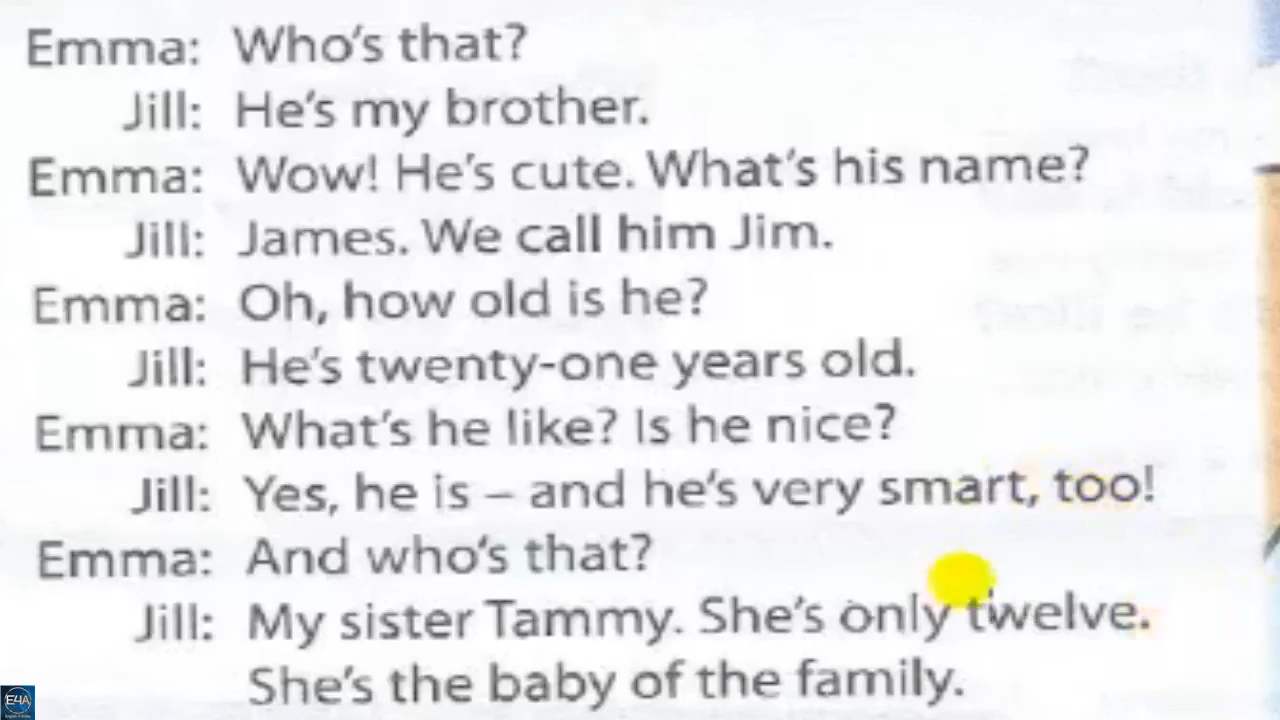 Emma: Who's that?
Jill: He's my brother.
Emma: Wow! He's cute. What's his name?
Jill: James. We call him Jim.
Emma: Oh, how old is he?
Jill: He's twenty-one years old.
Emma: What's he like? Is he nice?
Jill: Yes, he is – and he's very smart, too!
Emma: And who's that?
Jill: My sister Tammy. She's only twelve.
She's the baby of the family.
E4A